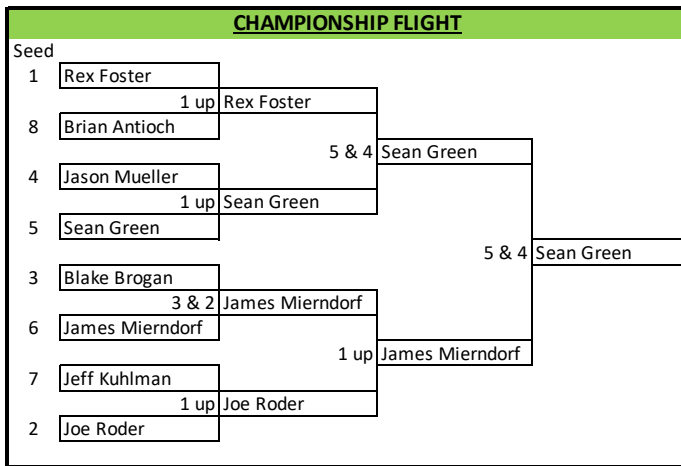 CHAMPIONSHIP FLIGHT
Seed
1 Rex Foster
1 up Rex Foster
8 Brian Antioch
5 & 4 Sean Green
4 Jason Mueller
1 up Sean Green
5 Sean Green
5 & 4 Sean Green
3 Blake Brogan
3 & 2 James Mierndorf
6 James Mierndorf
1 up James Mierndorf
7 Jeff Kuhlman
1 up Joe Roder
2 Joe Roder